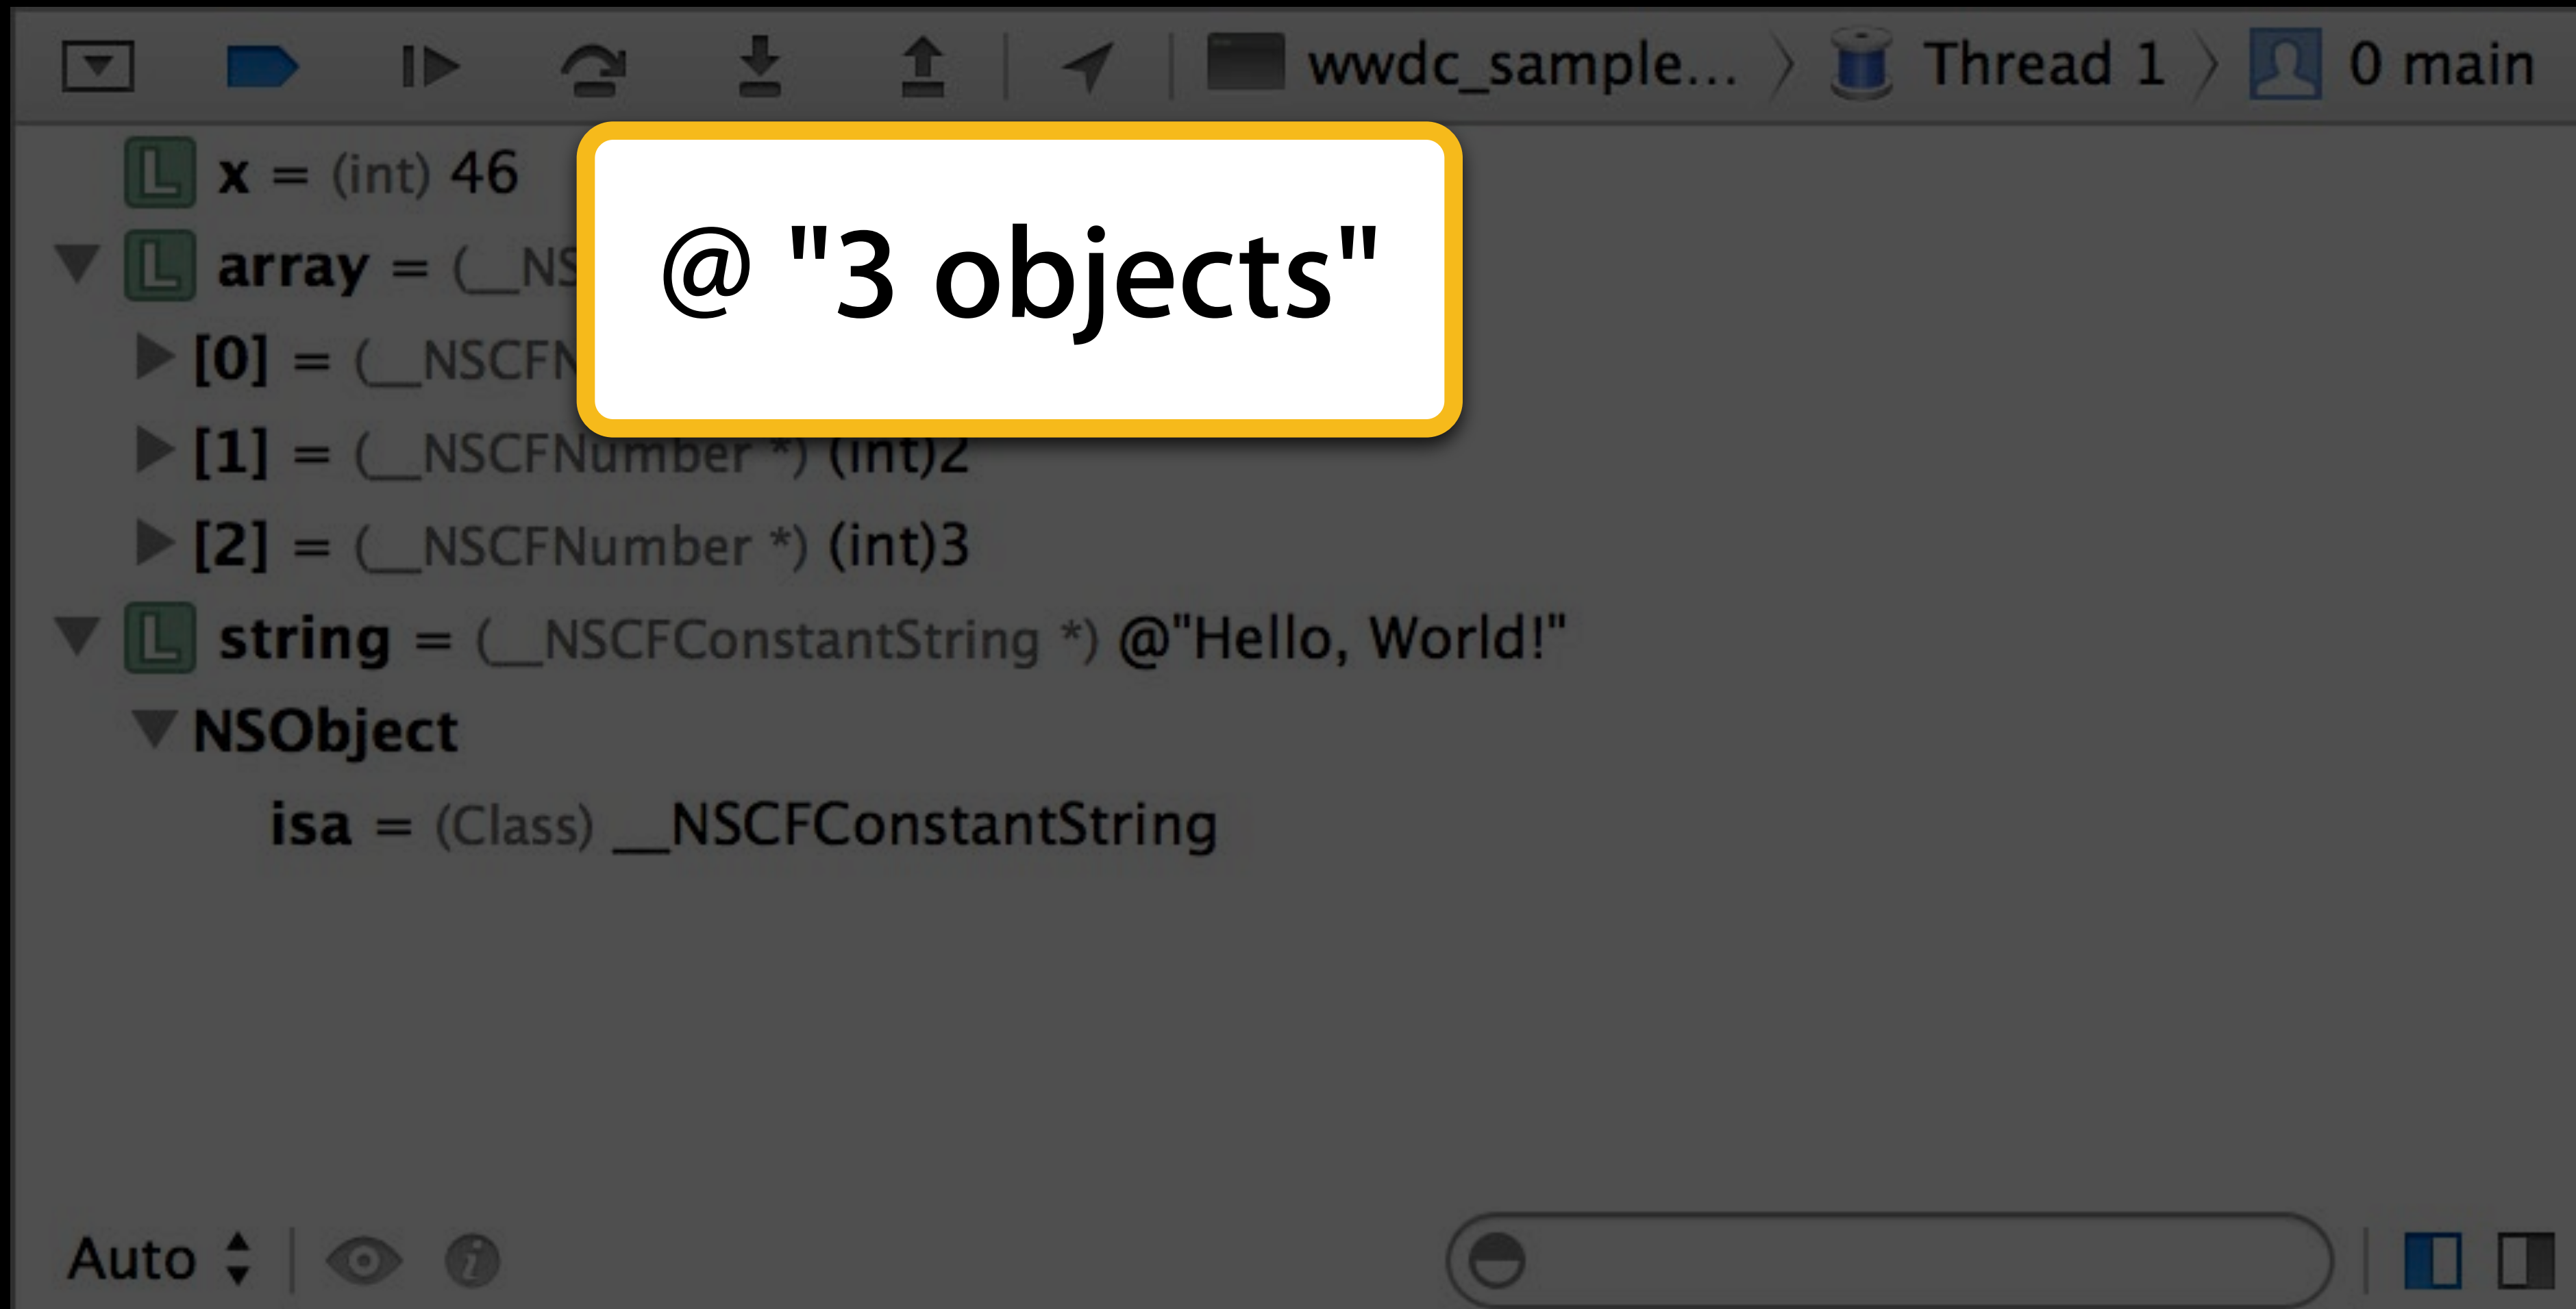 wwdc_sample... Thread 1 0 main
L x = (int) 46
@ "3 objects"
L array = (__NS
[0] = (__NSCFN
[1] = (__NSCFNumber *) (int)2
[2] = (__NSCFNumber *) (int)3
L string = (__NSCFConstantString *) @"Hello, World!"
NSObject
isa = (Class) __NSCFConstantString
Auto